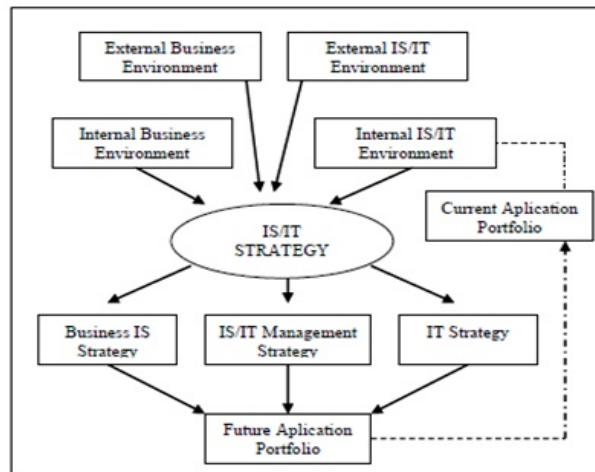 External Business
Environment
External IS/IT
Environment
Internal Business
Environment
Internal IS/IT
Environment
Current Aplication
Portfolio
IS/IT
STRATEGY
Business IS
Strategy
IS/IT Management
Strategy
IT Strategy
Future Aplication
Portfolio